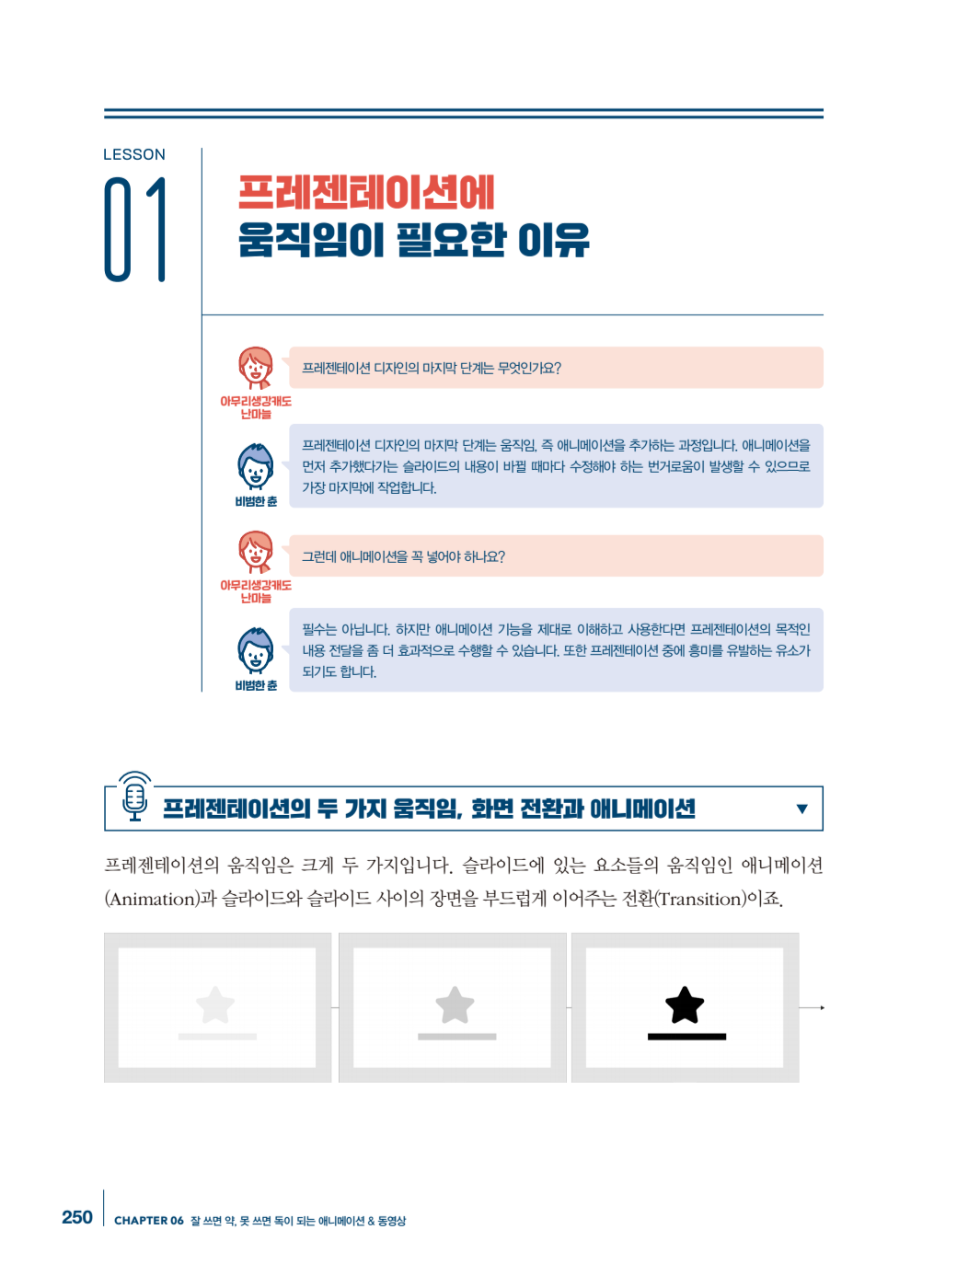 LESSON
01
프레젠테이션에
움직임이 필요한 이유
프레젠테이션 디자인의 마지막 단계는 무엇인가요?
아무리생강캐도
난마늘
프레젠테이션 디자인의 마지막 단계는 움직임, 즉 애니메이션을 추가하는 과정입니다. 애니메이션을
먼저 추가했다가는 슬라이드의 내용이 바뀔 때마다 수정해야 하는 번거로움이 발생할 수 있으므로
가장 마지막에 작업합니다.
비범한 츈
그런데 애니메이션을 꼭 넣어야 하나요?
아무리생강캐도
난마늘
필수는 아닙니다. 하지만 애니메이션 기능을 제대로 이해하고 사용한다면 프레젠테이션의 목적인
내용 전달을 좀 더 효과적으로 수행할 수 있습니다. 또한 프레젠테이션 중에 흥미를 유발하는 유소가
되기도 합니다.
비범한 츈
프레젠테이션의 두 가지 움직임, 화면 전환과 애니메이션
프레젠테이션의 움직임은 크게 두 가지입니다. 슬라이드에 있는 요소들의 움직임인 애니메이션
(Animation)과 슬라이드와 슬라이드 사이의 장면을 부드럽게 이어주는 전환(Transition)이죠.
250
CHAPTER 06 잘 쓰면 약, 못 쓰면 독이 되는 애니메이션 & 동영상